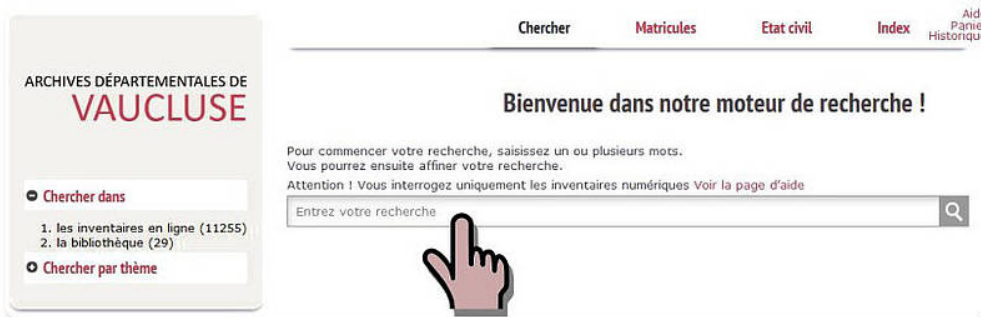 Chercher
Matricules
Etat civil
Index
Aid
Panie
Historiqu
ARCHIVES DÉPARTEMENTALES DE
VAUCLUSE
Bienvenue dans notre moteur de recherche !
Pour commencer votre recherche, saisissez un ou plusieurs mots.
Vous pourrez ensuite affiner votre recherche.
Attention ! Vous interrogez uniquement les inventaires numériques Voir la page d'aide
Entrez votre recherche
Chercher dans
1. les inventaires en ligne (11255)
2. la bibliothèque (29)
Chercher par thème